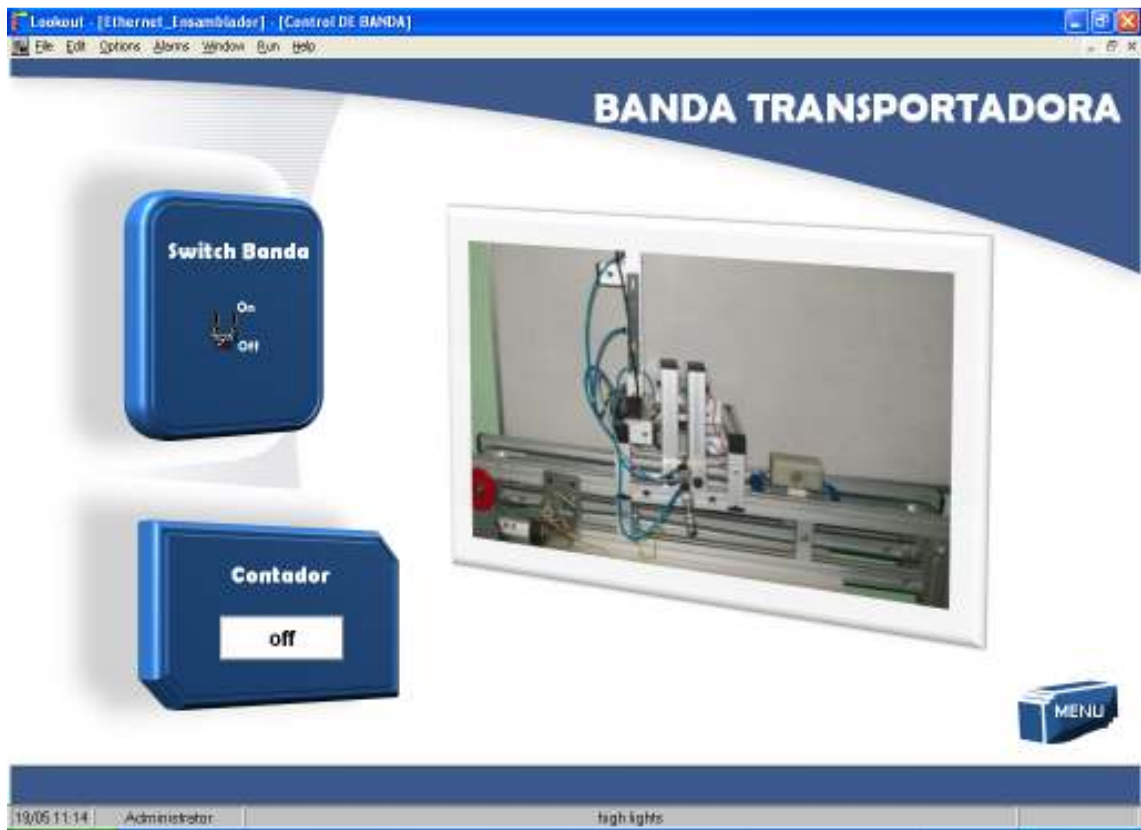 Lookout - [Ethernet_Ensamblador] - [Control DE BANDA]
File Edit Options Alarms Window Run Help
BANDA TRANSPORTADORA
Switch Banda
On
Off
Contador
off
MENU
19/05 11:14 Administrator high lights